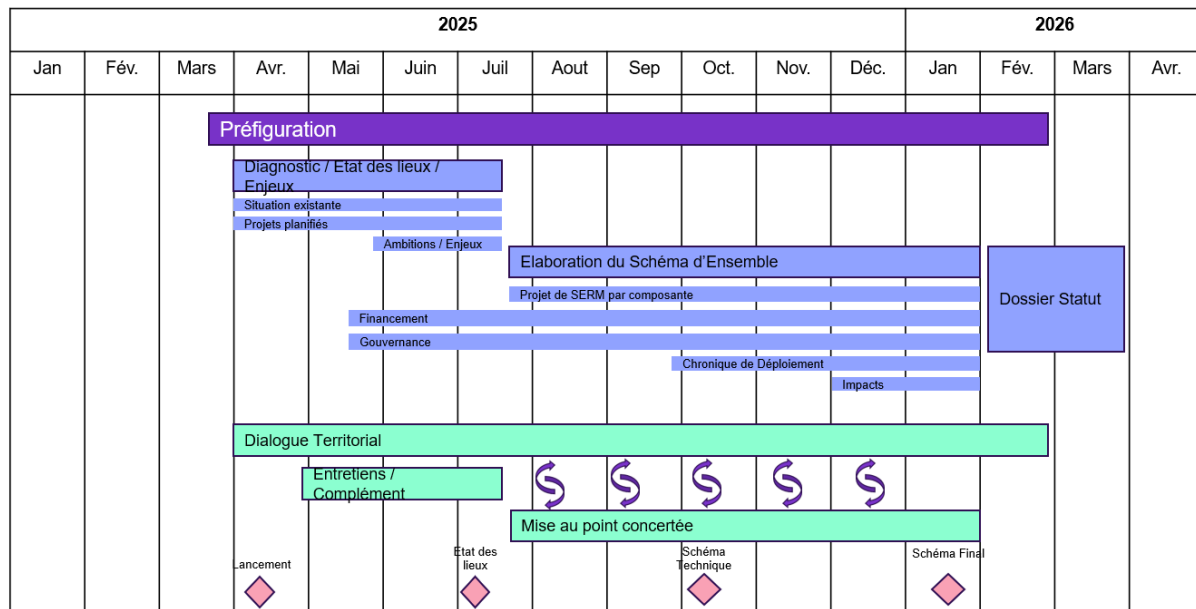 2025 2026
Jan Fév. Mars Avr. Mai Juin Juil Aout Sep Oct. Nov. Déc. Jan Fév. Mars Avr.
Préfiguration
Diagnostic / Etat des lieux /
Enjeux
Situation existante
Projets planifiés
Ambitions / Enjeux
Elaboration du Schéma d’Ensemble
Projet de SERM par composante
Dossier Statut
Financement
Gouvernance
Chronique de Déploiement
Impacts
Dialogue Territorial
Entretiens /
Complément
Mise au point concertée
Lancement
Etat des
lieux
Schéma
Technique
Schéma Final